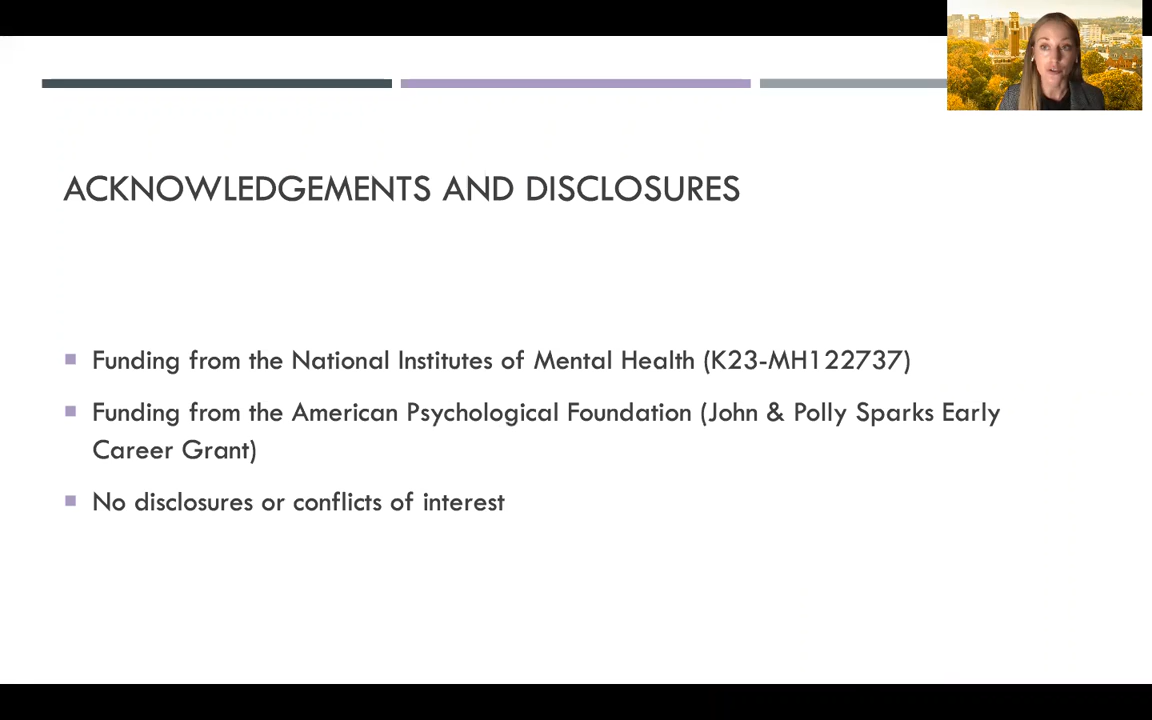 ACKNOWLEDGEMENTS AND DISCLOSURES
Funding from the National Institutes of Mental Health (K23-MH122737)
Funding from the American Psychological Foundation (John & Polly Sparks Early
Career Grant)
No disclosures or conflicts of interest